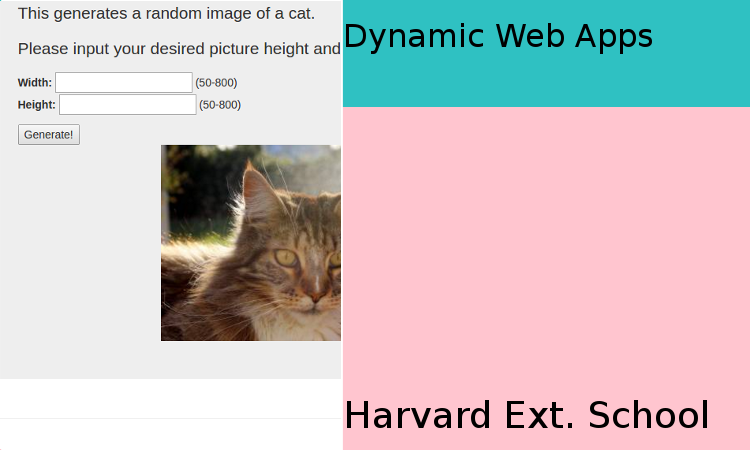 This generates a random image of a cat.
Please input your desired picture height and
Width: (50-800)
Height: (50-800)
Generate!
Dynamic Web Apps
Harvard Ext. School